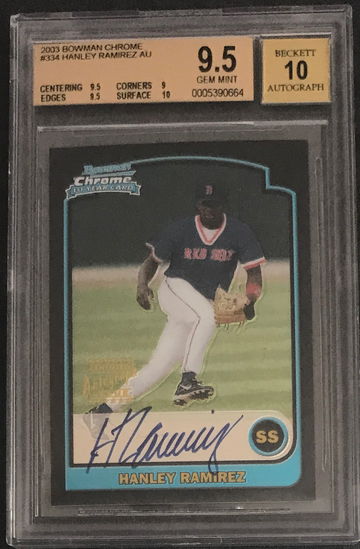 2003 BOWMAN CHROME
#334 HANLEY RAMIREZ AU
CENTERING 9.5 CORNERS 9
EDGES 9.5 SURFACE 10
9.5
GEM MINT
0005390664
BECKETT
10
AUTOGRAPH
Bowman
Chrome
1st YEAR CARD
B
RED SOX
H Ramirez
SS
HANLEY RAMIREZ